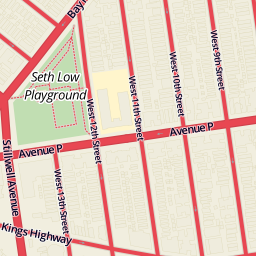 Bay
West 9th Street
West 10th Street
Seth Low
Playground
West 11th Street
West 12th Street
Avenue P
Avenue P
Stillwell Avenue
West 13th Street
Kings Highway